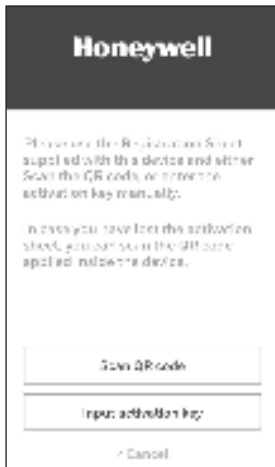 Honeywell
Please use the Registration Sheet
supplied with this device and either
Scan the QR code, or enter the
activation key manually.
In case you have lost the activation
sheet, you can scan the QR code
applied inside the device.
Scan QR code
Input activation key
< Cancel